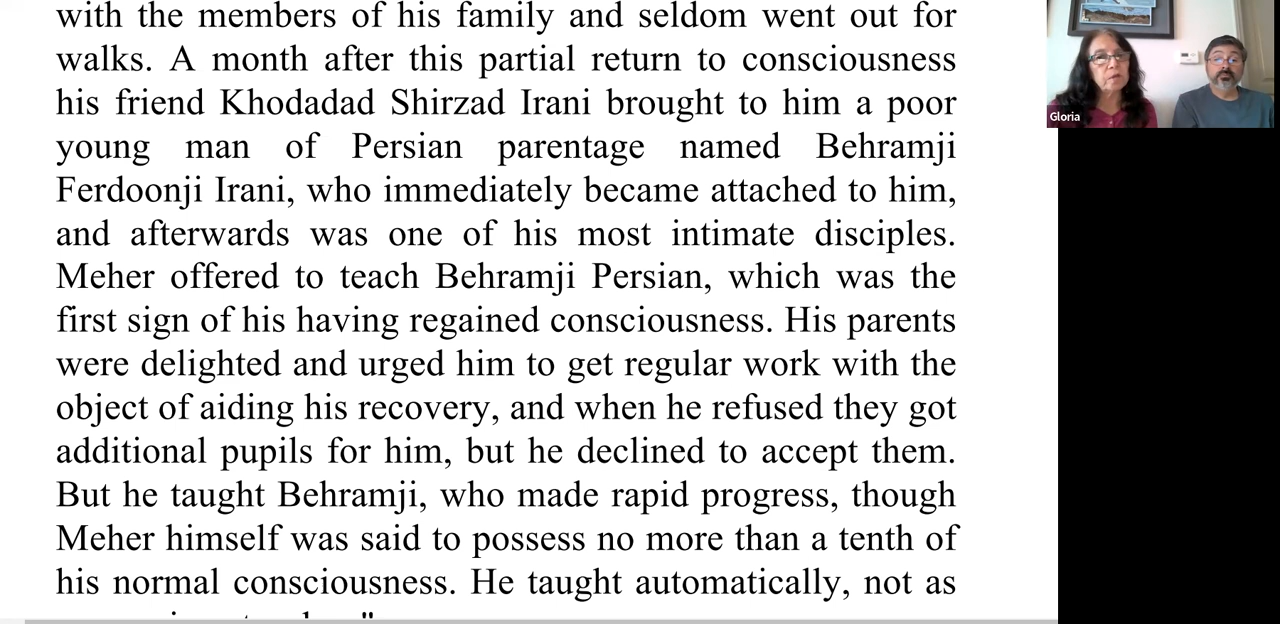 with the members of his family and seldom went out for
walks. A month after this partial return to consciousness
his friend Khodadad Shirzad Irani brought to him a poor
young man of Persian parentage named Behramji
Ferdoonji Irani, who immediately became attached to him,
and afterwards was one of his most intimate disciples.
Meher offered to teach Behramji Persian, which was the
first sign of his having regained consciousness. His parents
were delighted and urged him to get regular work with the
object of aiding his recovery, and when he refused they got
additional pupils for him, but he declined to accept them.
But he taught Behramji, who made rapid progress, though
Meher himself was said to possess no more than a tenth of
his normal consciousness. He taught automatically, not as
Gloria